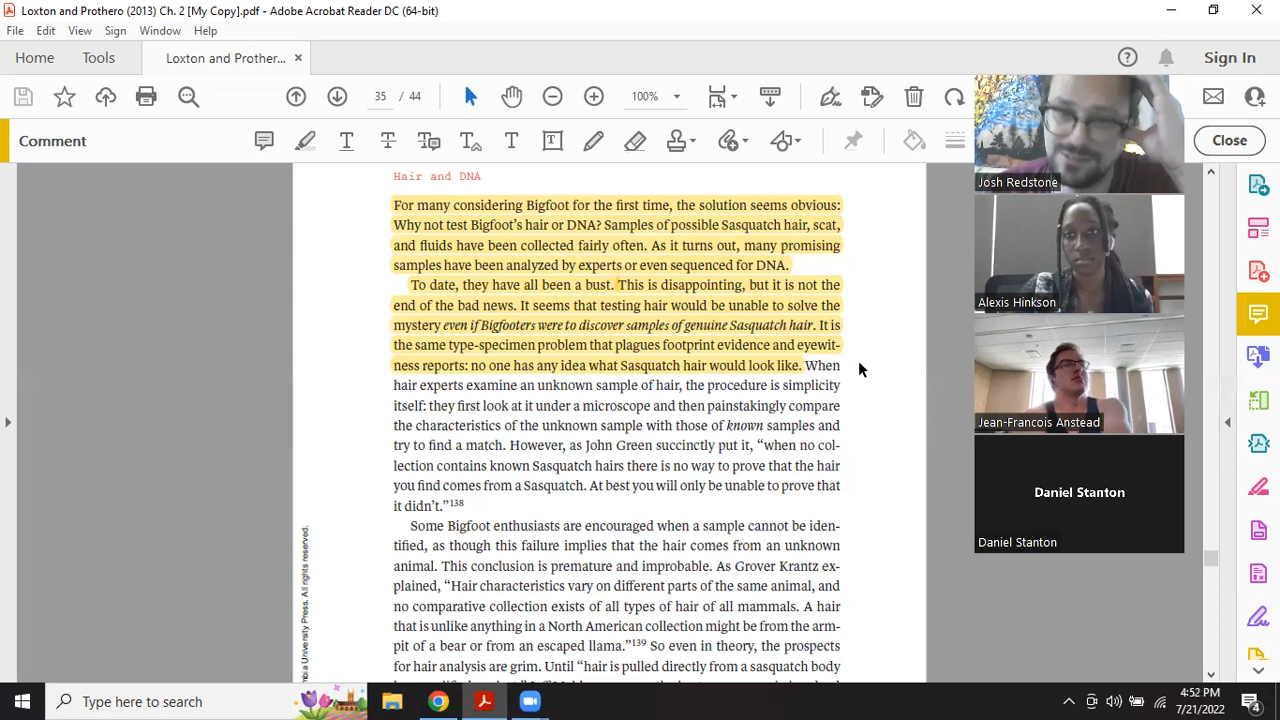 Loxton and Prothero (2013) Ch. 2 [My Copy].pdf - Adobe Acrobat Reader DC (64-bit)
File Edit View Sign Window Help
Home Tools Loxton and Prother... × Sign In
35 / 44 100%
Comment Close
Hair and DNA
For many considering Bigfoot for the first time, the solution seems obvious:
Why not test Bigfoot's hair or DNA? Samples of possible Sasquatch hair, scat,
and fluids have been collected fairly often. As it turns out, many promising
samples have been analyzed by experts or even sequenced for DNA.
To date, they have all been a bust. This is disappointing, but it is not the
end of the bad news. It seems that testing hair would be unable to solve the
mystery even if Bigfooters were to discover samples of genuine Sasquatch hair. It is
the same type-specimen problem that plagues footprint evidence and eyewit-
ness reports: no one has any idea what Sasquatch hair would look like. When
hair experts examine an unknown sample of hair, the procedure is simplicity
itself: they first look at it under a microscope and then painstakingly compare
the characteristics of the unknown sample with those of known samples and
try to find a match. However, as John Green succinctly put it, "when no col-
lection contains known Sasquatch hairs there is no way to prove that the hair
you find comes from a Sasquatch. At best you will only be unable to prove that
it didn't."138
Some Bigfoot enthusiasts are encouraged when a sample cannot be iden-
tified, as though this failure implies that the hair comes from an unknown
animal. This conclusion is premature and improbable. As Grover Krantz ex-
plained, "Hair characteristics vary on different parts of the same animal, and
no comparative collection exists of all types of hair of all mammals. A hair
that is unlike anything in a North American collection might be from the arm-
pit of a bear or from an escaped llama."139 So even in theory, the prospects
for hair analysis are grim. Until "hair is pulled directly from a sasquatch body
University Press. All rights reserved.
Josh Redstone
Alexis Hinkson
Jean-Francois Anstead
Daniel Stanton
Daniel Stanton
Type here to search
4:52 PM
7/21/2022
4